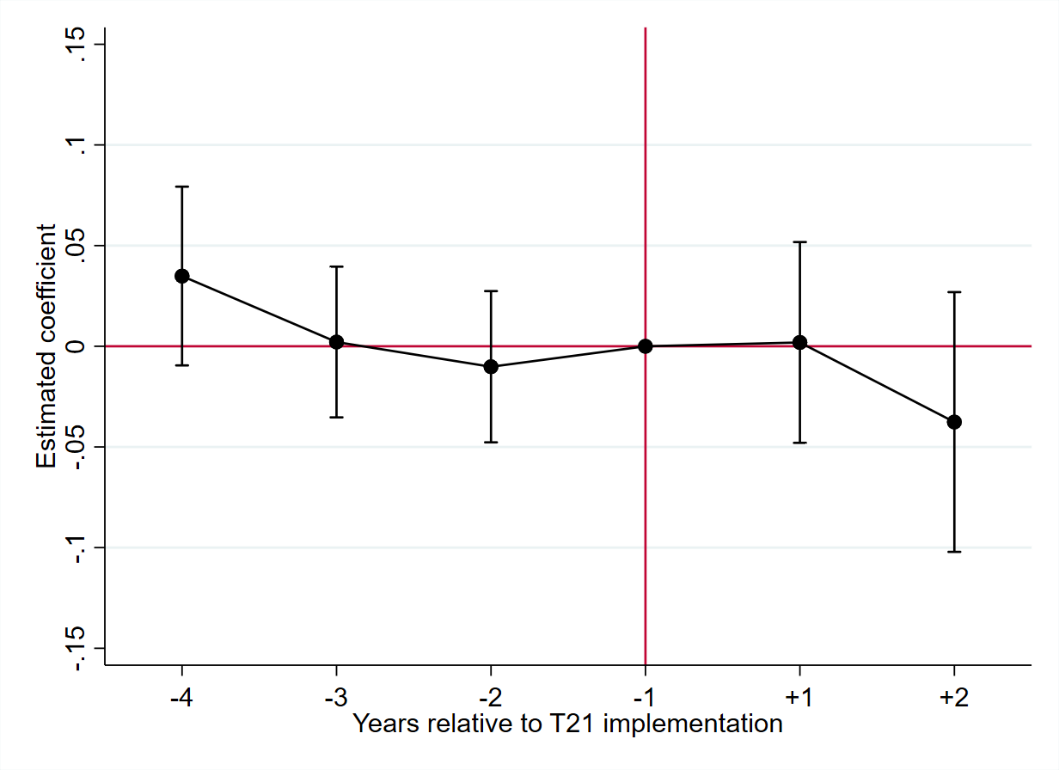 Estimated coefficient
.15
.1
.05
0
-.05
-.1
-.15
-4 -3 -2 -1 +1 +2
Years relative to T21 implementation